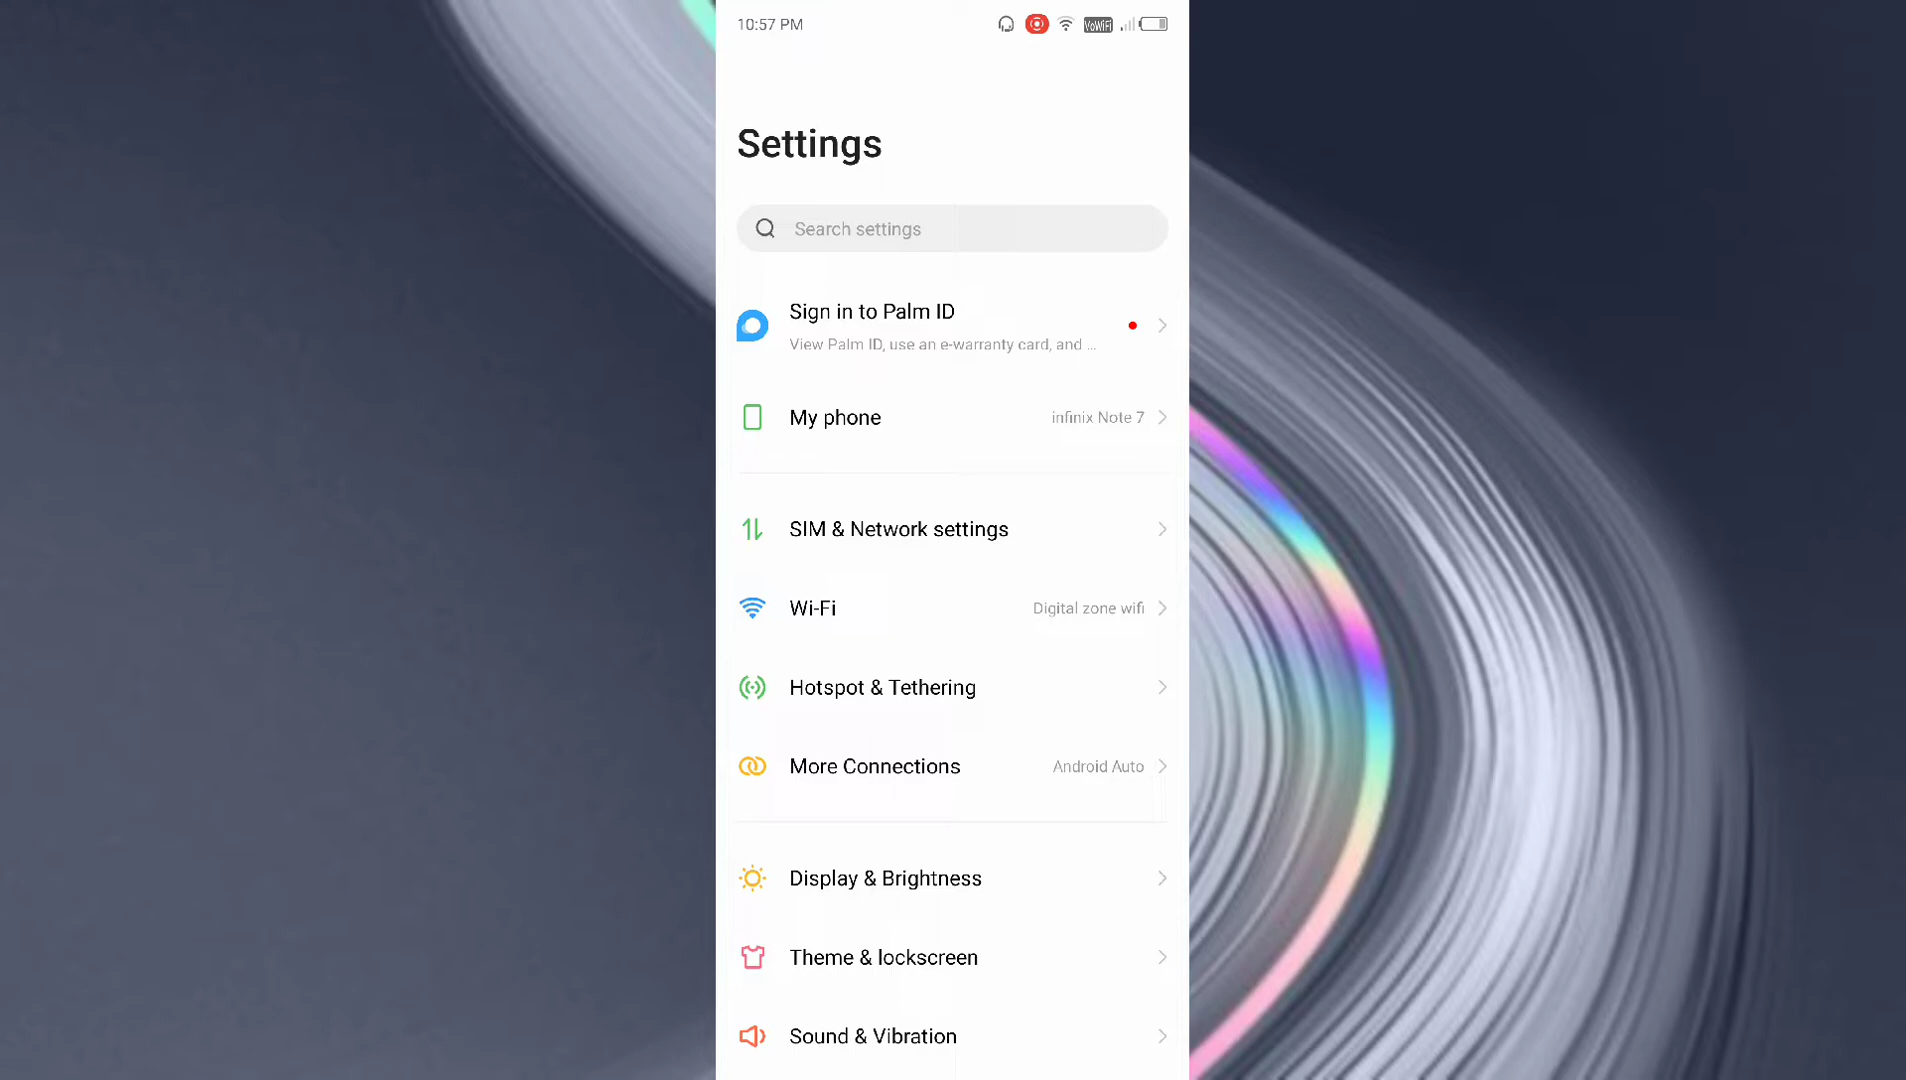 10:57 PM
VoWiFi
Settings
Search settings
Sign in to Palm ID
View Palm ID, use an e-warranty card, and ...
My phone
infinix Note 7
SIM & Network settings
Wi-Fi
Digital zone wifi
Hotspot & Tethering
More Connections
Android Auto
Display & Brightness
Theme & lockscreen
Sound & Vibration